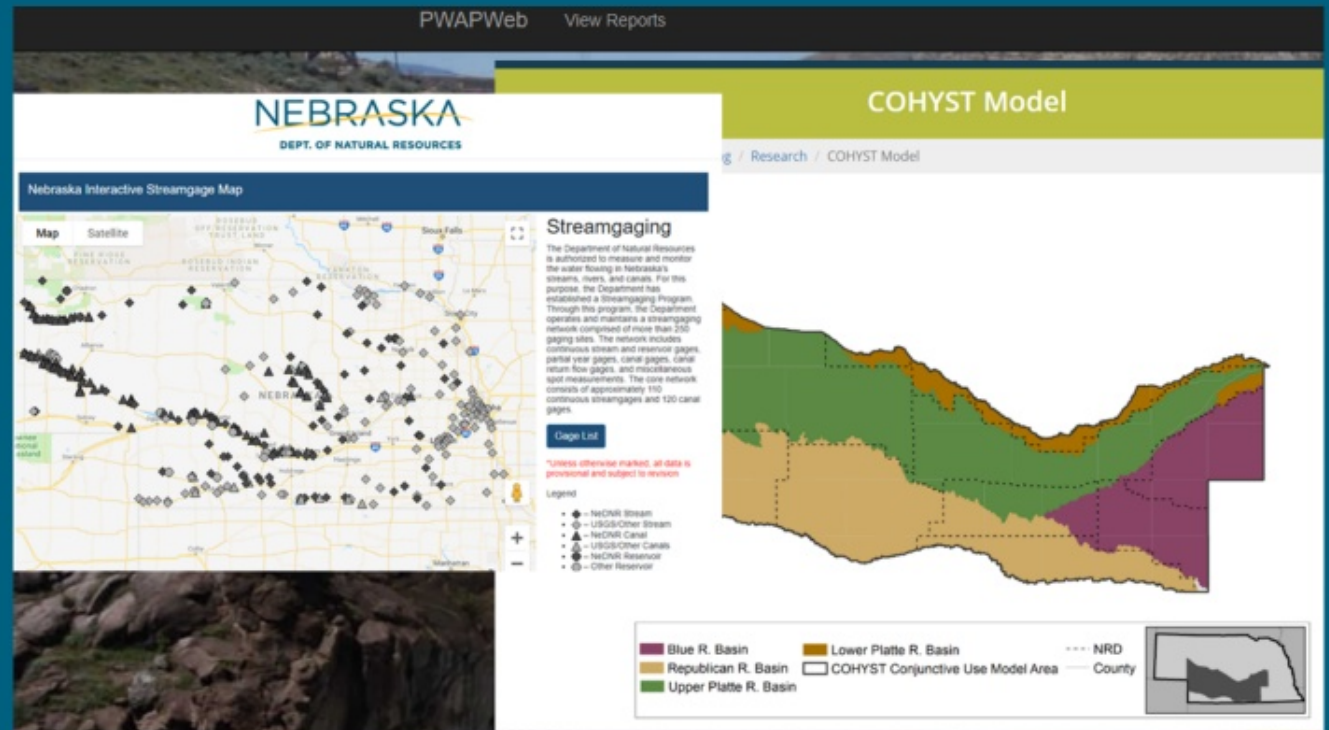 PWAPWeb View Reports
COHYST Model
/ Research / COHYST Model
NEBRASKA
DEPT. OF NATURAL RESOURCES
Nebraska Interactive Streamgage Map
Map Satellite
Sioux Falls
NEBRA
Manhattan
Streamgaging
The Department of Natural Resources
is authorized to measure and monitor
the water flowing in Nebraska's
streams, rivers, and canals. For this
purpose, the Department has
established a Streamgaging Program.
Through this program, the Department
operates and maintains a streamgaging
network comprised of more than 250
gaging sites. The network includes
continuous stream and reservoir gages,
partial year gages, canal gages, canal
return flow gages, and miscellaneous
spot measurements. The core network
consists of approximately 110
continuous streamgages and 120 canal
gages.
Gage List
*Unless otherwise marked, all data is
provisional and subject to revision
Legend
- NeDNR Stream
- USGS/Other Stream
- NeDNR Canal
- USGS/Other Canals
- NeDNR Reservoir
- Other Reservoir
Blue R. Basin
Republican R. Basin
Upper Platte R. Basin
Lower Platte R. Basin
COHYST Conjunctive Use Model Area
NRD
County